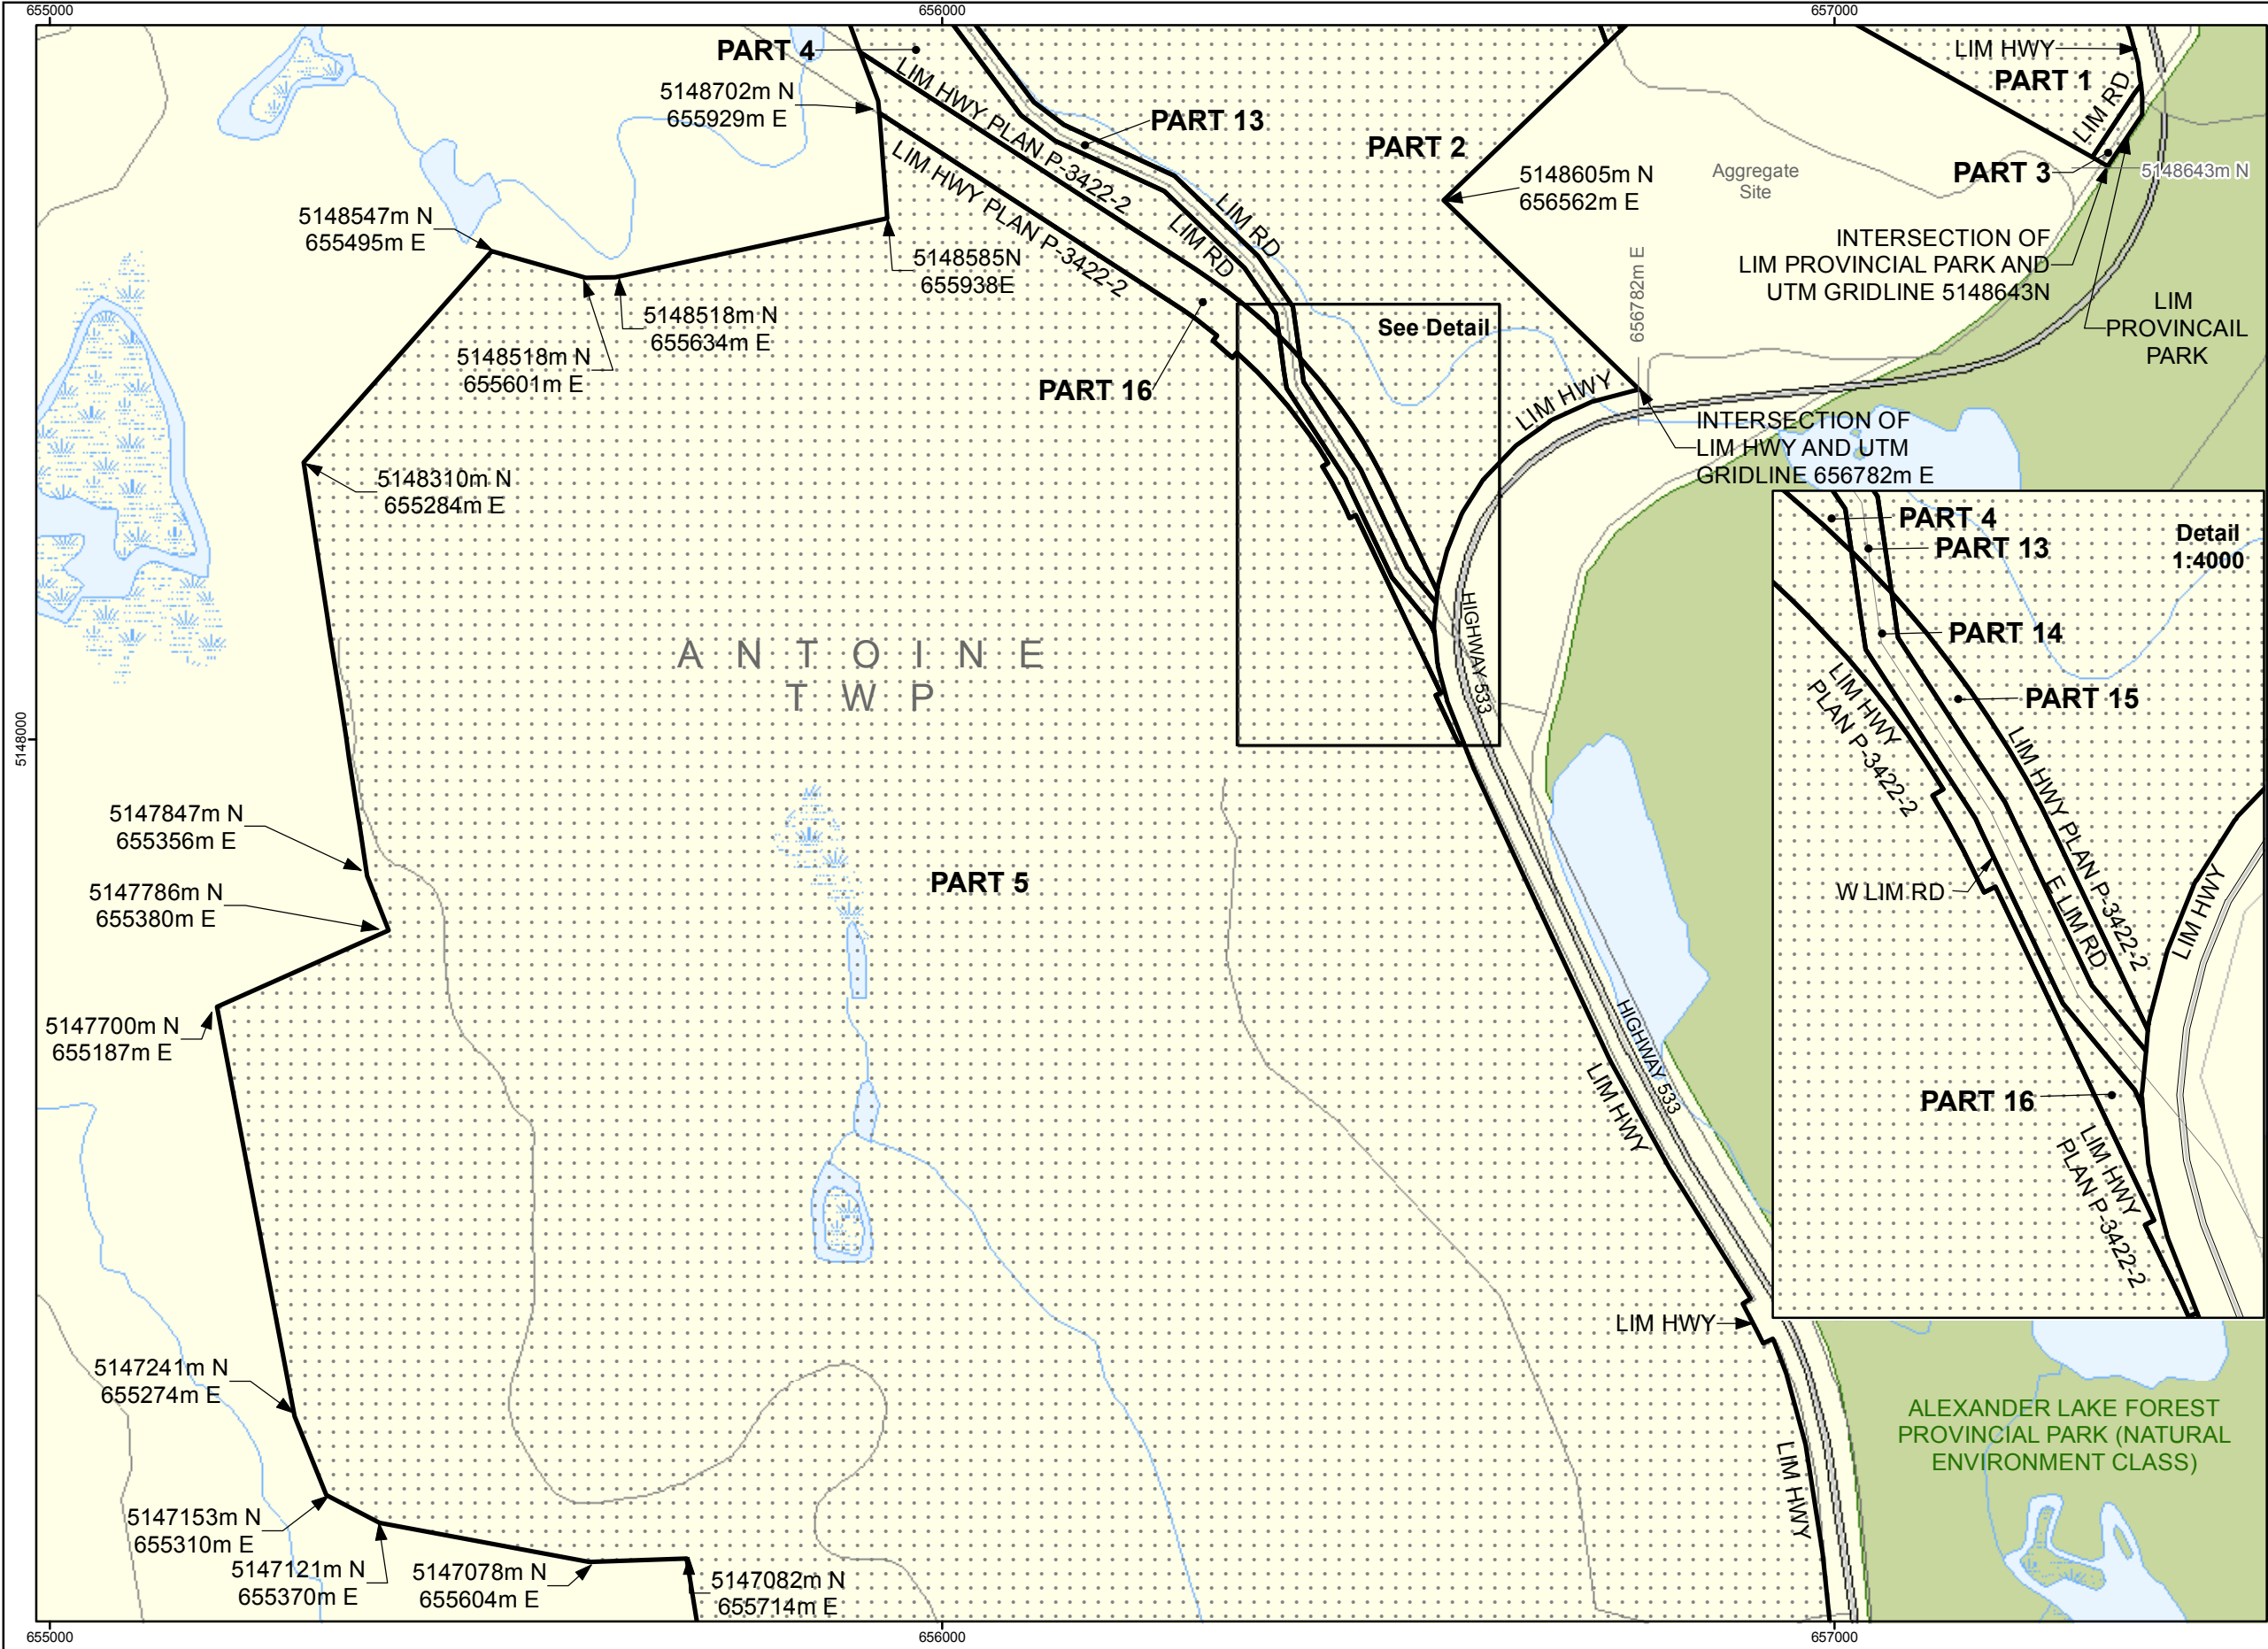 655000
656000
657000
PART 4
LIM HWY
PART 1
5148702m N
655929m E
LIM HWY PLAN P-3422-2
PART 13
LIM RD
PART 2
PART 3
5148643m N
LIM HWY PLAN P-3422-2
5148605m N
656562m E
Aggregate
Site
5148547m N
655495m E
LIM RD
LIM RD
INTERSECTION OF
LIM PROVINCIAL PARK AND
UTM GRIDLINE 5148643N
5148585N
655938E
656782m E
LIM
PROVINCAIL
PARK
5148518m N
655634m E
See Detail
5148518m N
655601m E
PART 16
LIM HWY
INTERSECTION OF
LIM HWY AND UTM
GRIDLINE 656782m E
5148310m N
655284m E
PART 4
PART 13
Detail
1:4000
HIGHWAY 533
PART 14
A N T O I N E
T W P
LIM HWY
PLAN P-3422-2
PART 15
5148000
LIM HWY PLAN P-3422-2
5147847m N
655356m E
PART 5
W LIM RD
E LIM RD
LIM HWY
5147786m N
655380m E
5147700m N
655187m E
HIGHWAY 533
LIM HWY
PART 16
LIM HWY
PLAN P-3422-2
LIM HWY
5147241m N
655274m E
ALEXANDER LAKE FOREST
PROVINCIAL PARK (NATURAL
ENVIRONMENT CLASS)
LIM HWY
5147153m N
655310m E
5147121m N
655370m E
5147078m N
655604m E
5147082m N
655714m E
655000
656000
657000